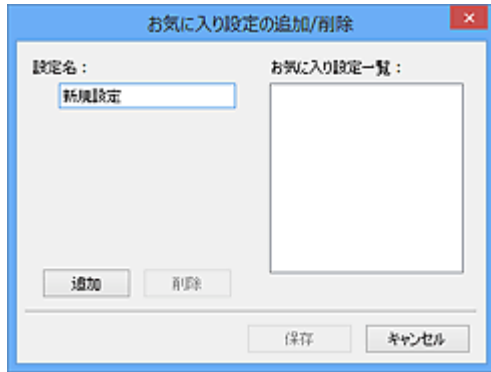 お気に入り設定の追加/削除
設定名：
お気に入り設定一覧：
新規設定
追加
削除
保存
キャンセル